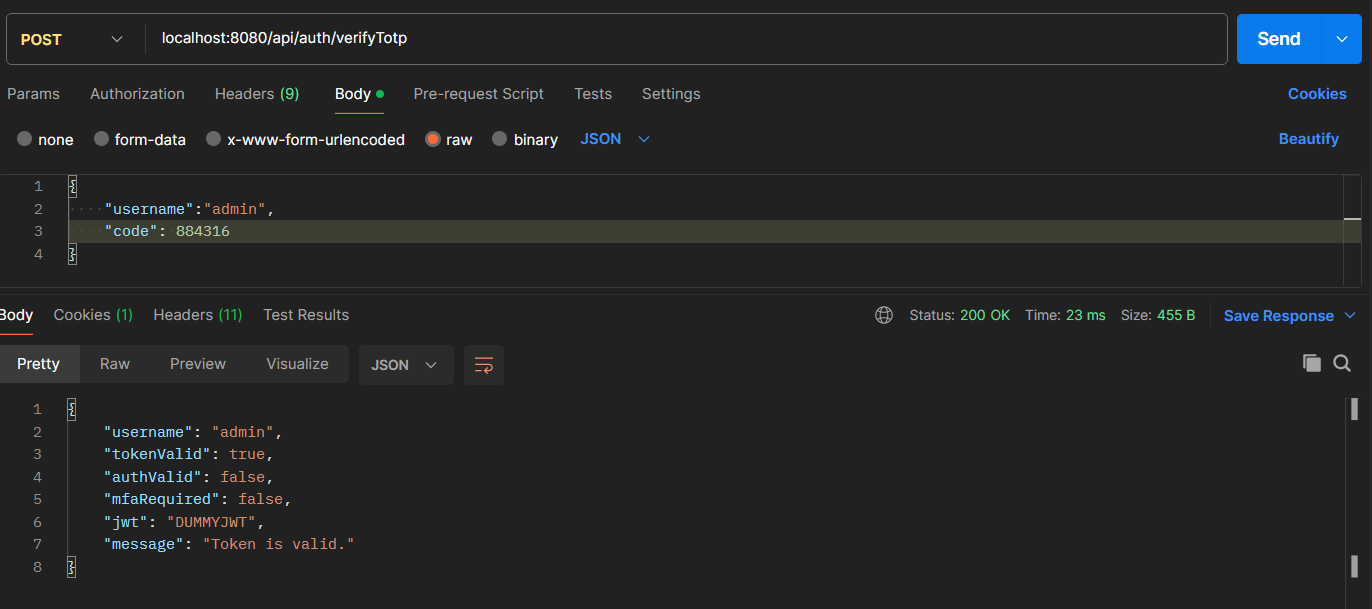 POST localhost:8080/api/auth/verifyTotp Send
Params Authorization Headers (9) Body Pre-request Script Tests Settings Cookies
none form-data x-www-form-urlencoded raw binary JSON Beautify
1 {
2 "username":"admin",
3 "code": 884316
4 }
Body Cookies (1) Headers (11) Test Results Status: 200 OK Time: 23 ms Size: 455 B Save Response
Pretty Raw Preview Visualize JSON
1 {
2 "username": "admin",
3 "tokenValid": true,
4 "authValid": false,
5 "mfaRequired": false,
6 "jwt": "DUMMYJWT",
7 "message": "Token is valid."
8 }